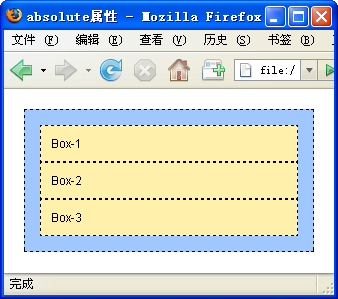 absolute属性 - Mozilla Firefox
文件 (F) 编辑 (E) 查看 (V) 历史 (S) 书签 (B)
file:/
Box-1
Box-2
Box-3
完成